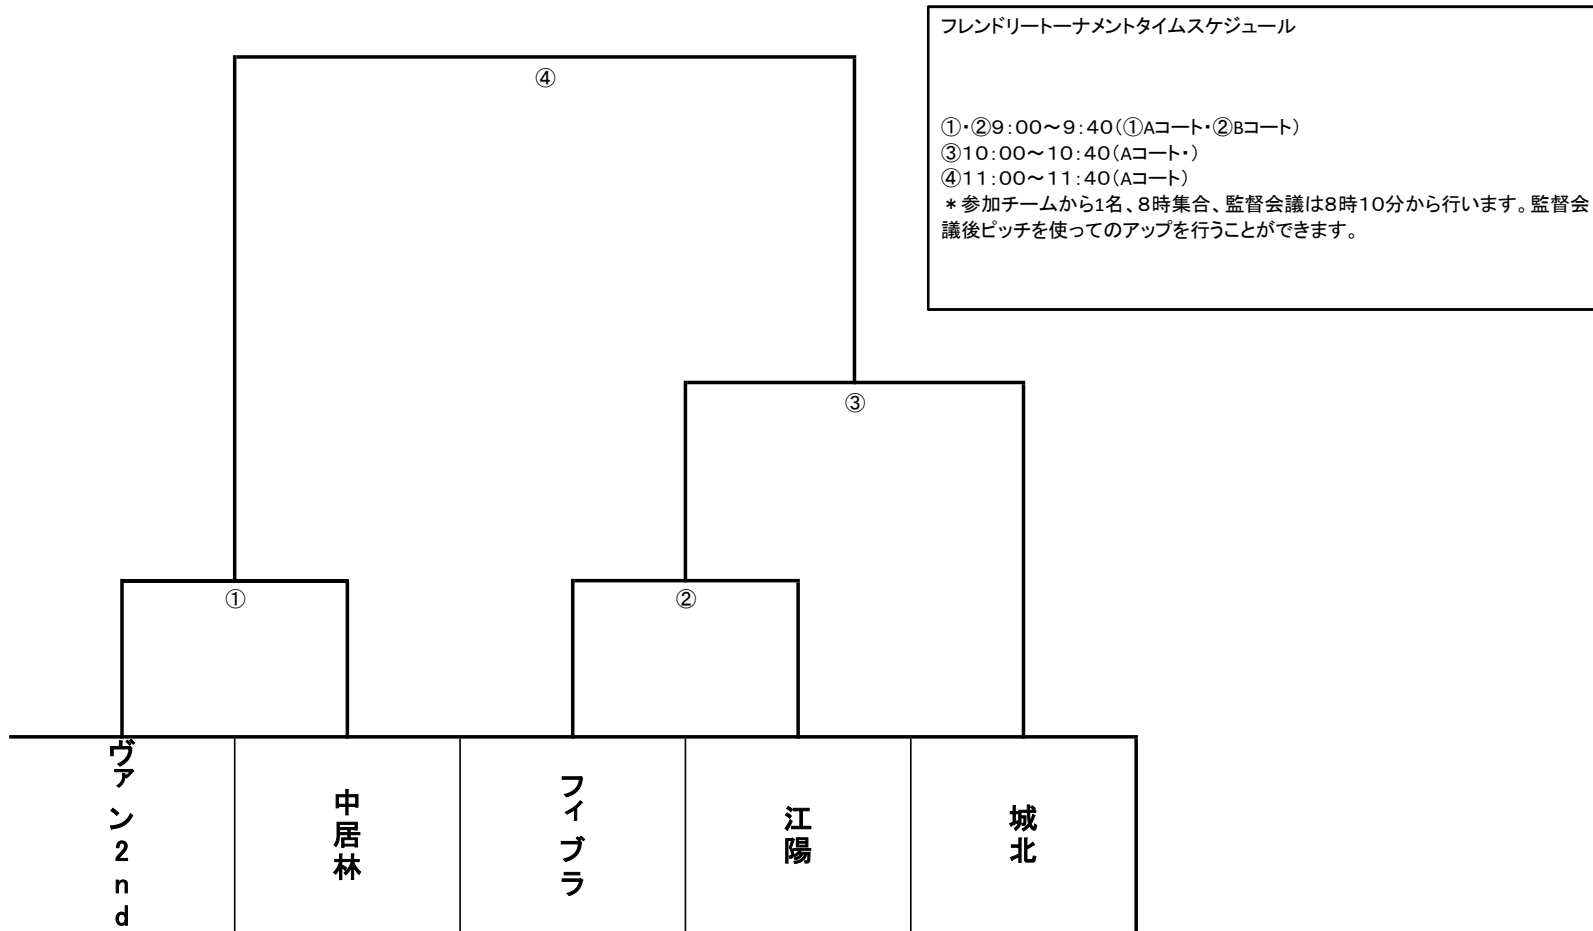 フレンドリートーナメントタイムスケジュール
①・②9：00～9：40（①Aコート・②Bコート）
③10：00～10：40（Aコート・）
④11：00～11：40（Aコート）
＊参加チームから1名、8時集合、監督会議は8時10分から行います。監督会
議後ピッチを使ってのアップを行うことができます。
④
③
①
②
ヴァン2nd
中居林
フィブラ
江陽
城北